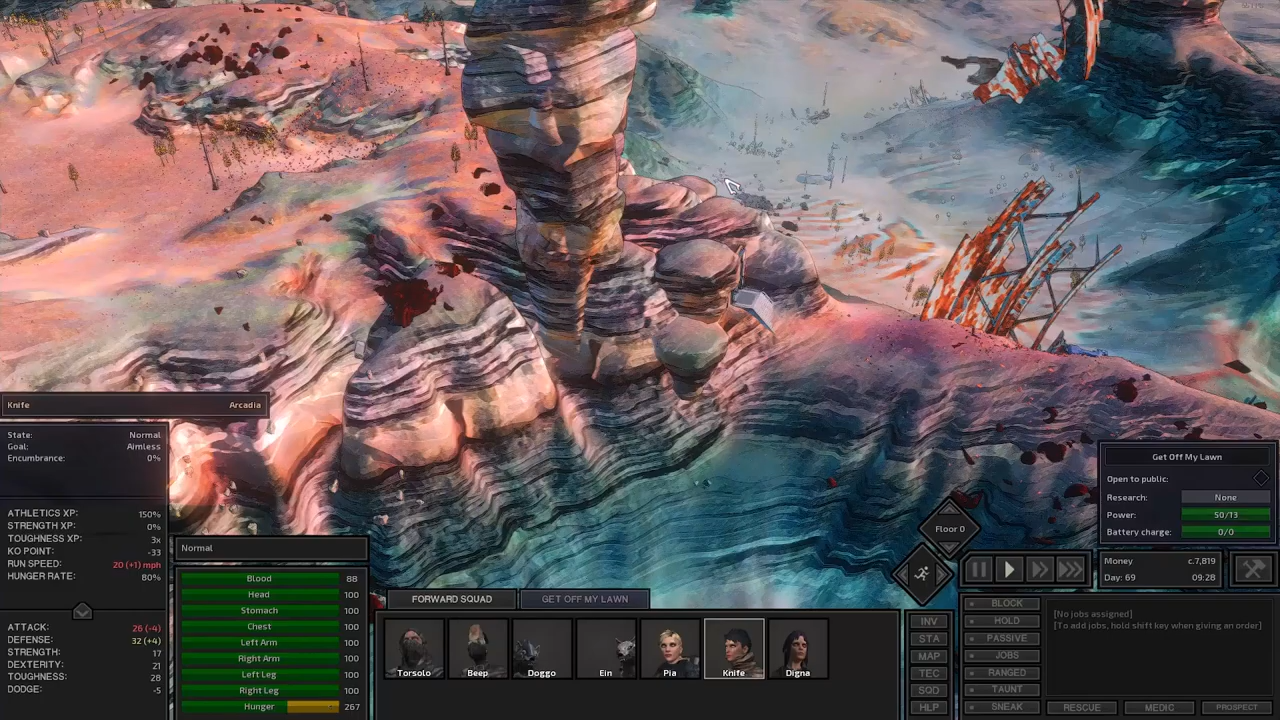 Knife Arcadia
State: Normal
Goal: Aimless
Encumbrance: 0%
ATHLETICS XP: 150%
STRENGTH XP: 0%
TOUGHNESS XP: 3x
KO POINT: -33
RUN SPEED: 20 (+1) mph
HUNGER RATE: 80%
ATTACK: 26 (-4)
DEFENSE: 32 (+4)
STRENGTH: 17
DEXTERITY: 21
TOUGHNESS: 28
DODGE: -5
Normal
Blood 88
Head 100
Stomach 100
Chest 100
Left Arm 100
Right Arm 100
Left Leg 100
Right Leg 100
Hunger 267
FORWARD SQUAD GET OFF MY LAWN
Torsolo Beep Doggo Ein Pia Knife Digna
Floor 0
INV
STA
MAP
TEC
SQD
HLP
Get Off My Lawn
Open to public:
Research: None
Power: 50/13
Battery charge: 0/0
Money c.7,819
Day: 69 09:28
BLOCK
HOLD
PASSIVE
JOBS
RANGED
TAUNT
SNEAK
[No jobs assigned]
[To add jobs, hold shift key when giving an order]
RESCUE MEDIC PROSPECT